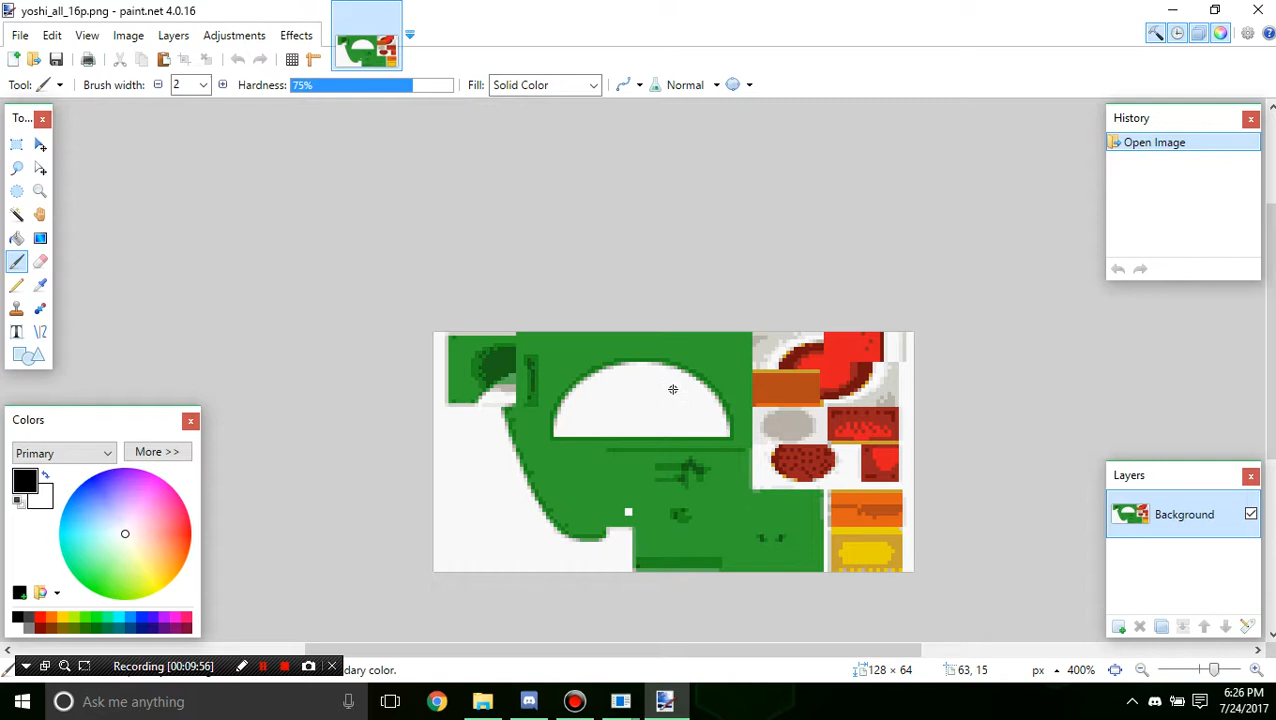 yoshi_all_16p.png - paint.net 4.0.16
File Edit View Image Layers Adjustments Effects
Tool: Brush width: 2 Hardness: 75% Fill: Solid Color Normal
To...
History
Open Image
Colors
Primary More >>
Layers
Background
Recording [00:09:56]
dary color.
128 × 64
63, 15
px 400%
Ask me anything
6:26 PM
7/24/2017